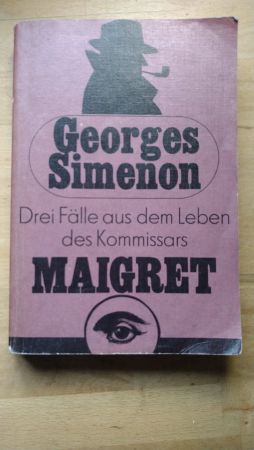 Georges
Simenon
Drei Fälle aus dem Leben
des Kommissars
MAIGRET